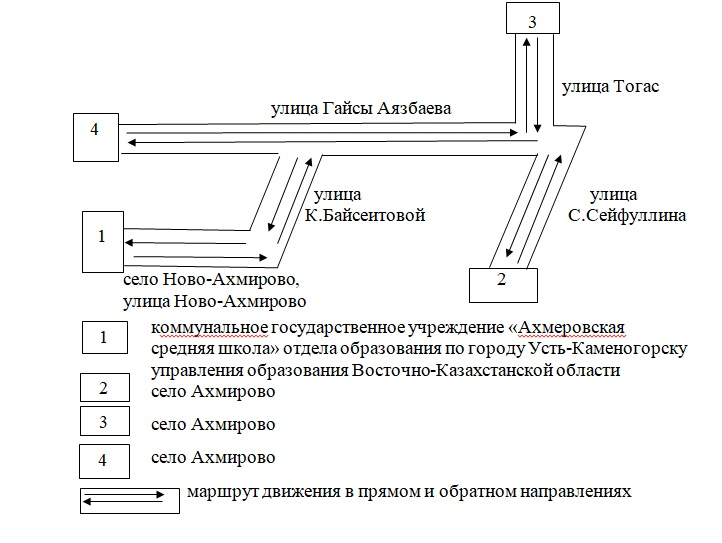 3
улица Тогас
улица Гайсы Аязбаева
4
улица
К.Байсеитовой
улица
С.Сейфуллина
1
2
село Ново-Ахмирово,
улица Ново-Ахмирово
1
коммунальное государственное учреждение «Ахмеровская
средняя школа» отдела образования по городу Усть-Каменогорску
управления образования Восточно-Казахстанской области
2
село Ахмирово
3
село Ахмирово
4
село Ахмирово
маршрут движения в прямом и обратном направлениях